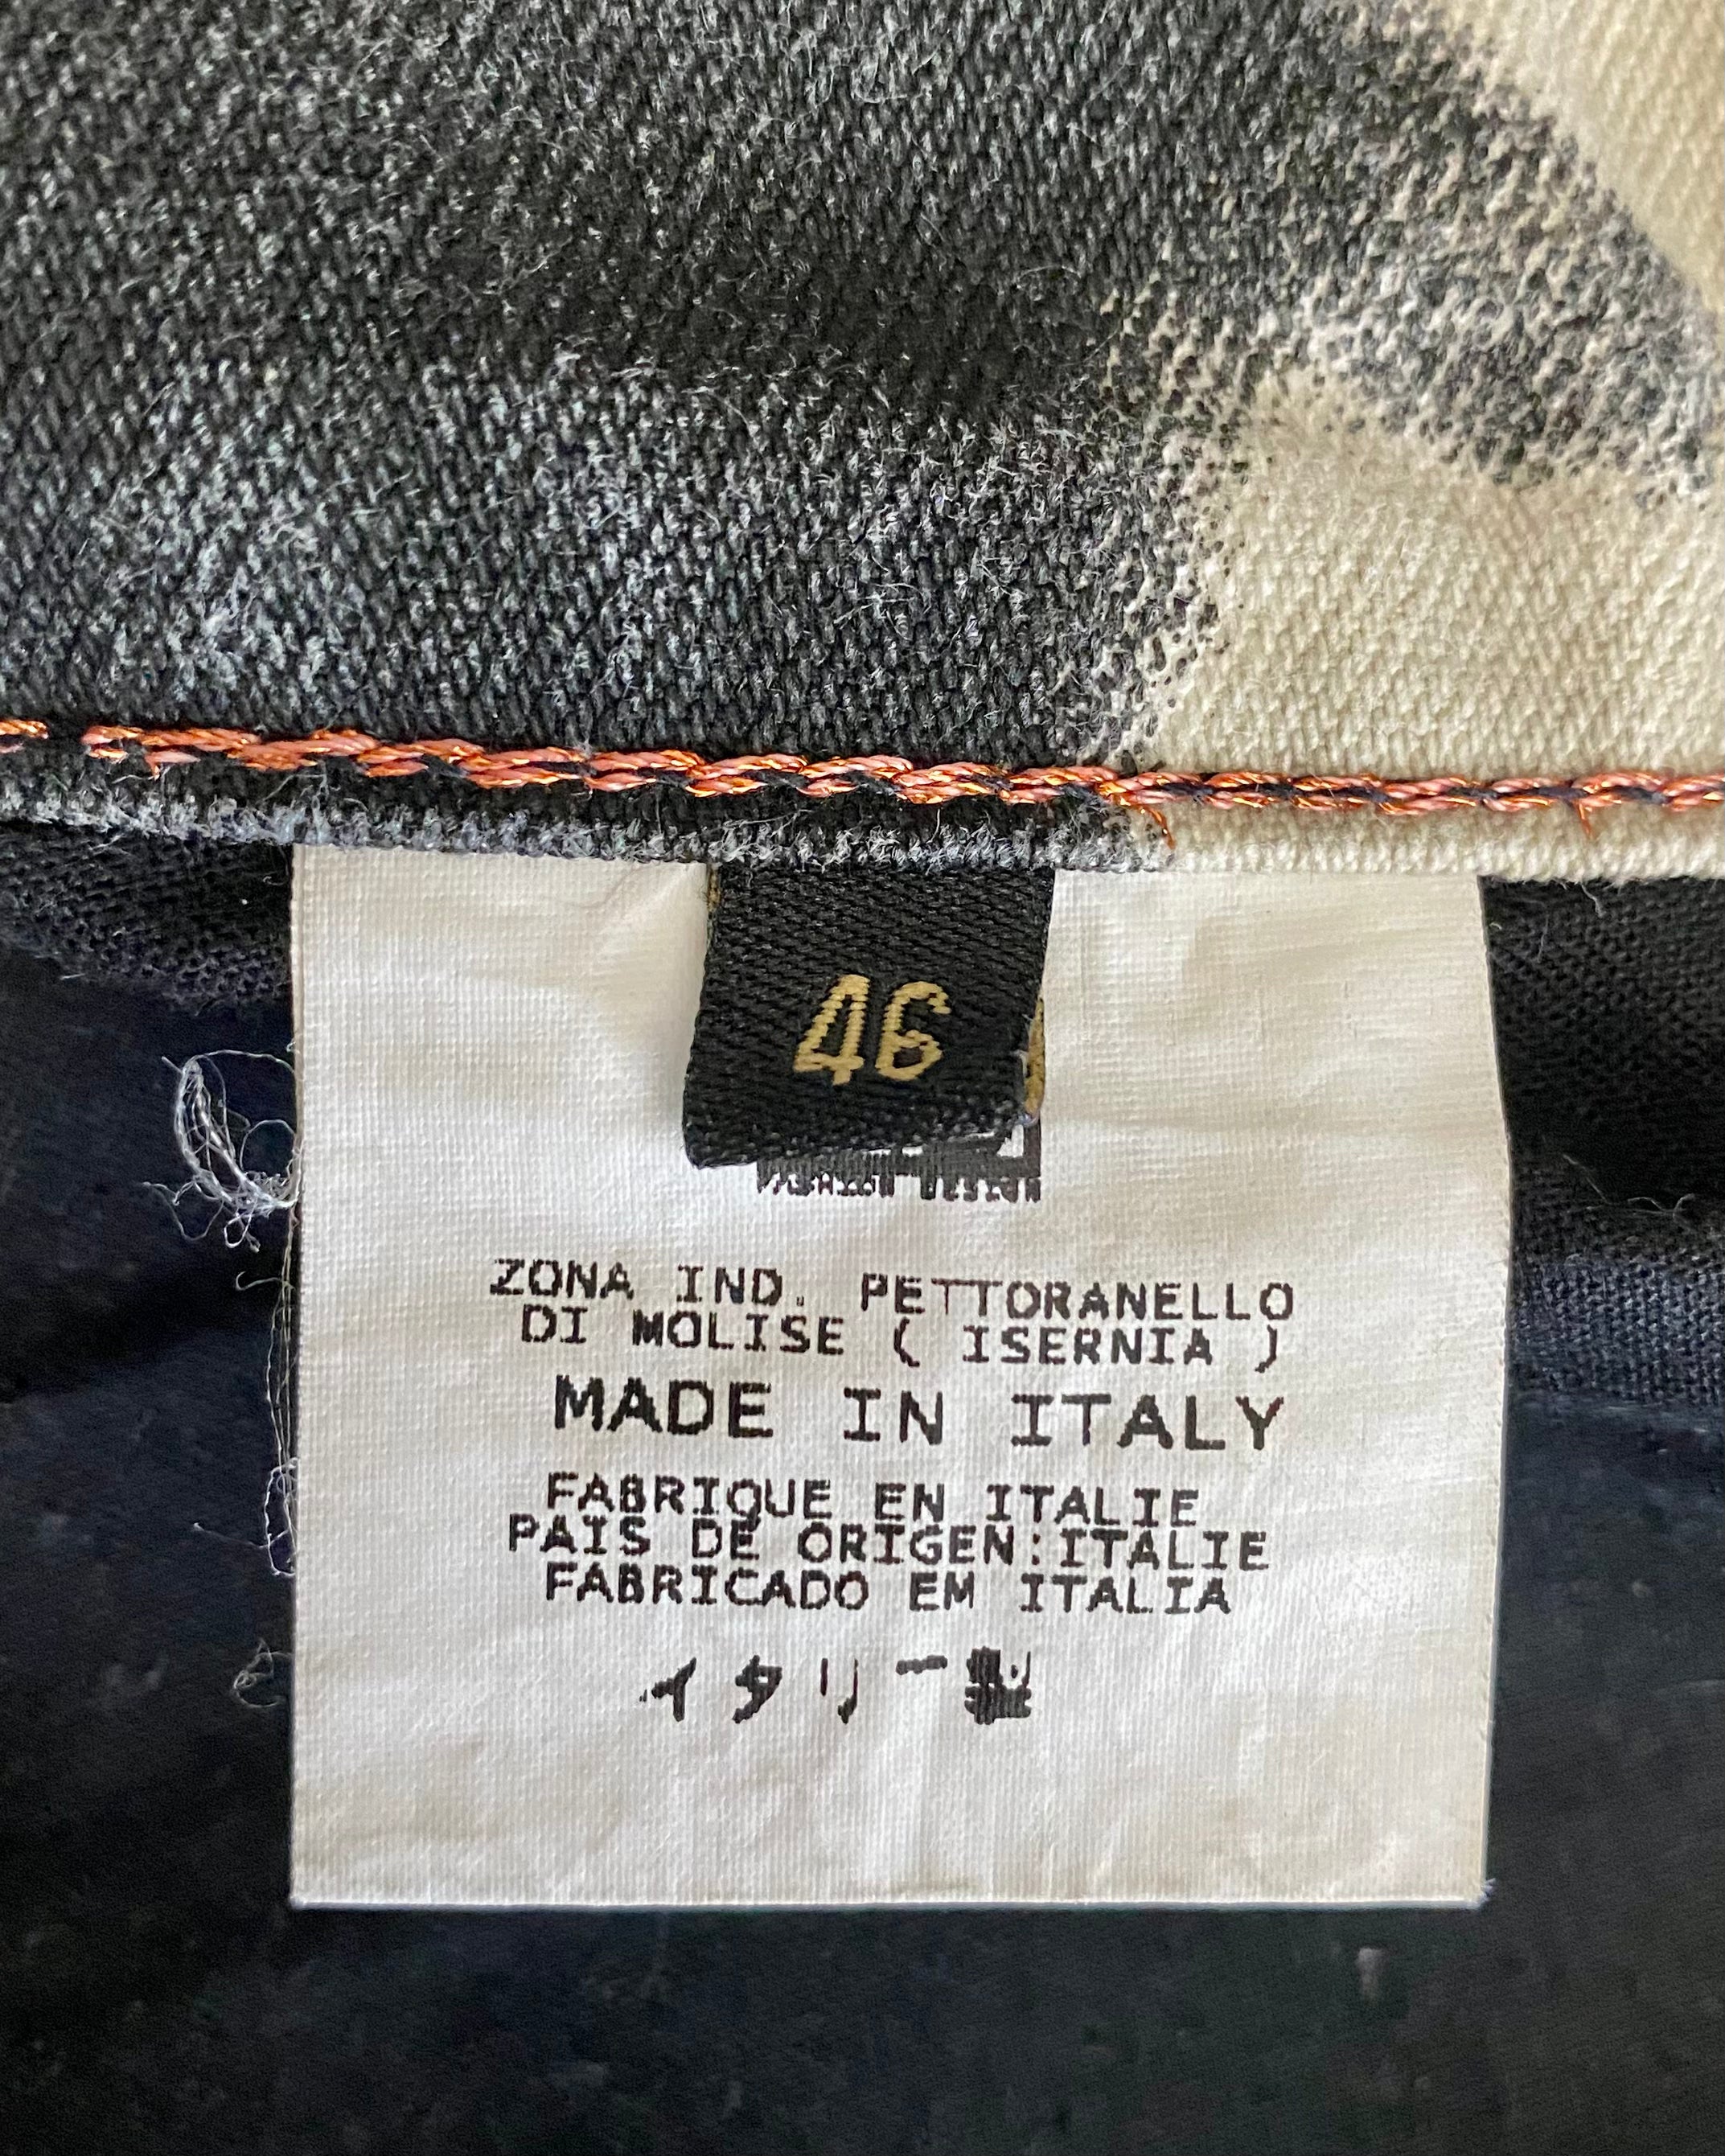 46
ZONA IND. PETTORANELLO
DI MOLISE ( ISERNIA )
MADE IN ITALY
FABRIQUE EN ITALIE
PAIS DE ORIGEN:ITALIE
FABRICADO EM ITALIA
イタリー製